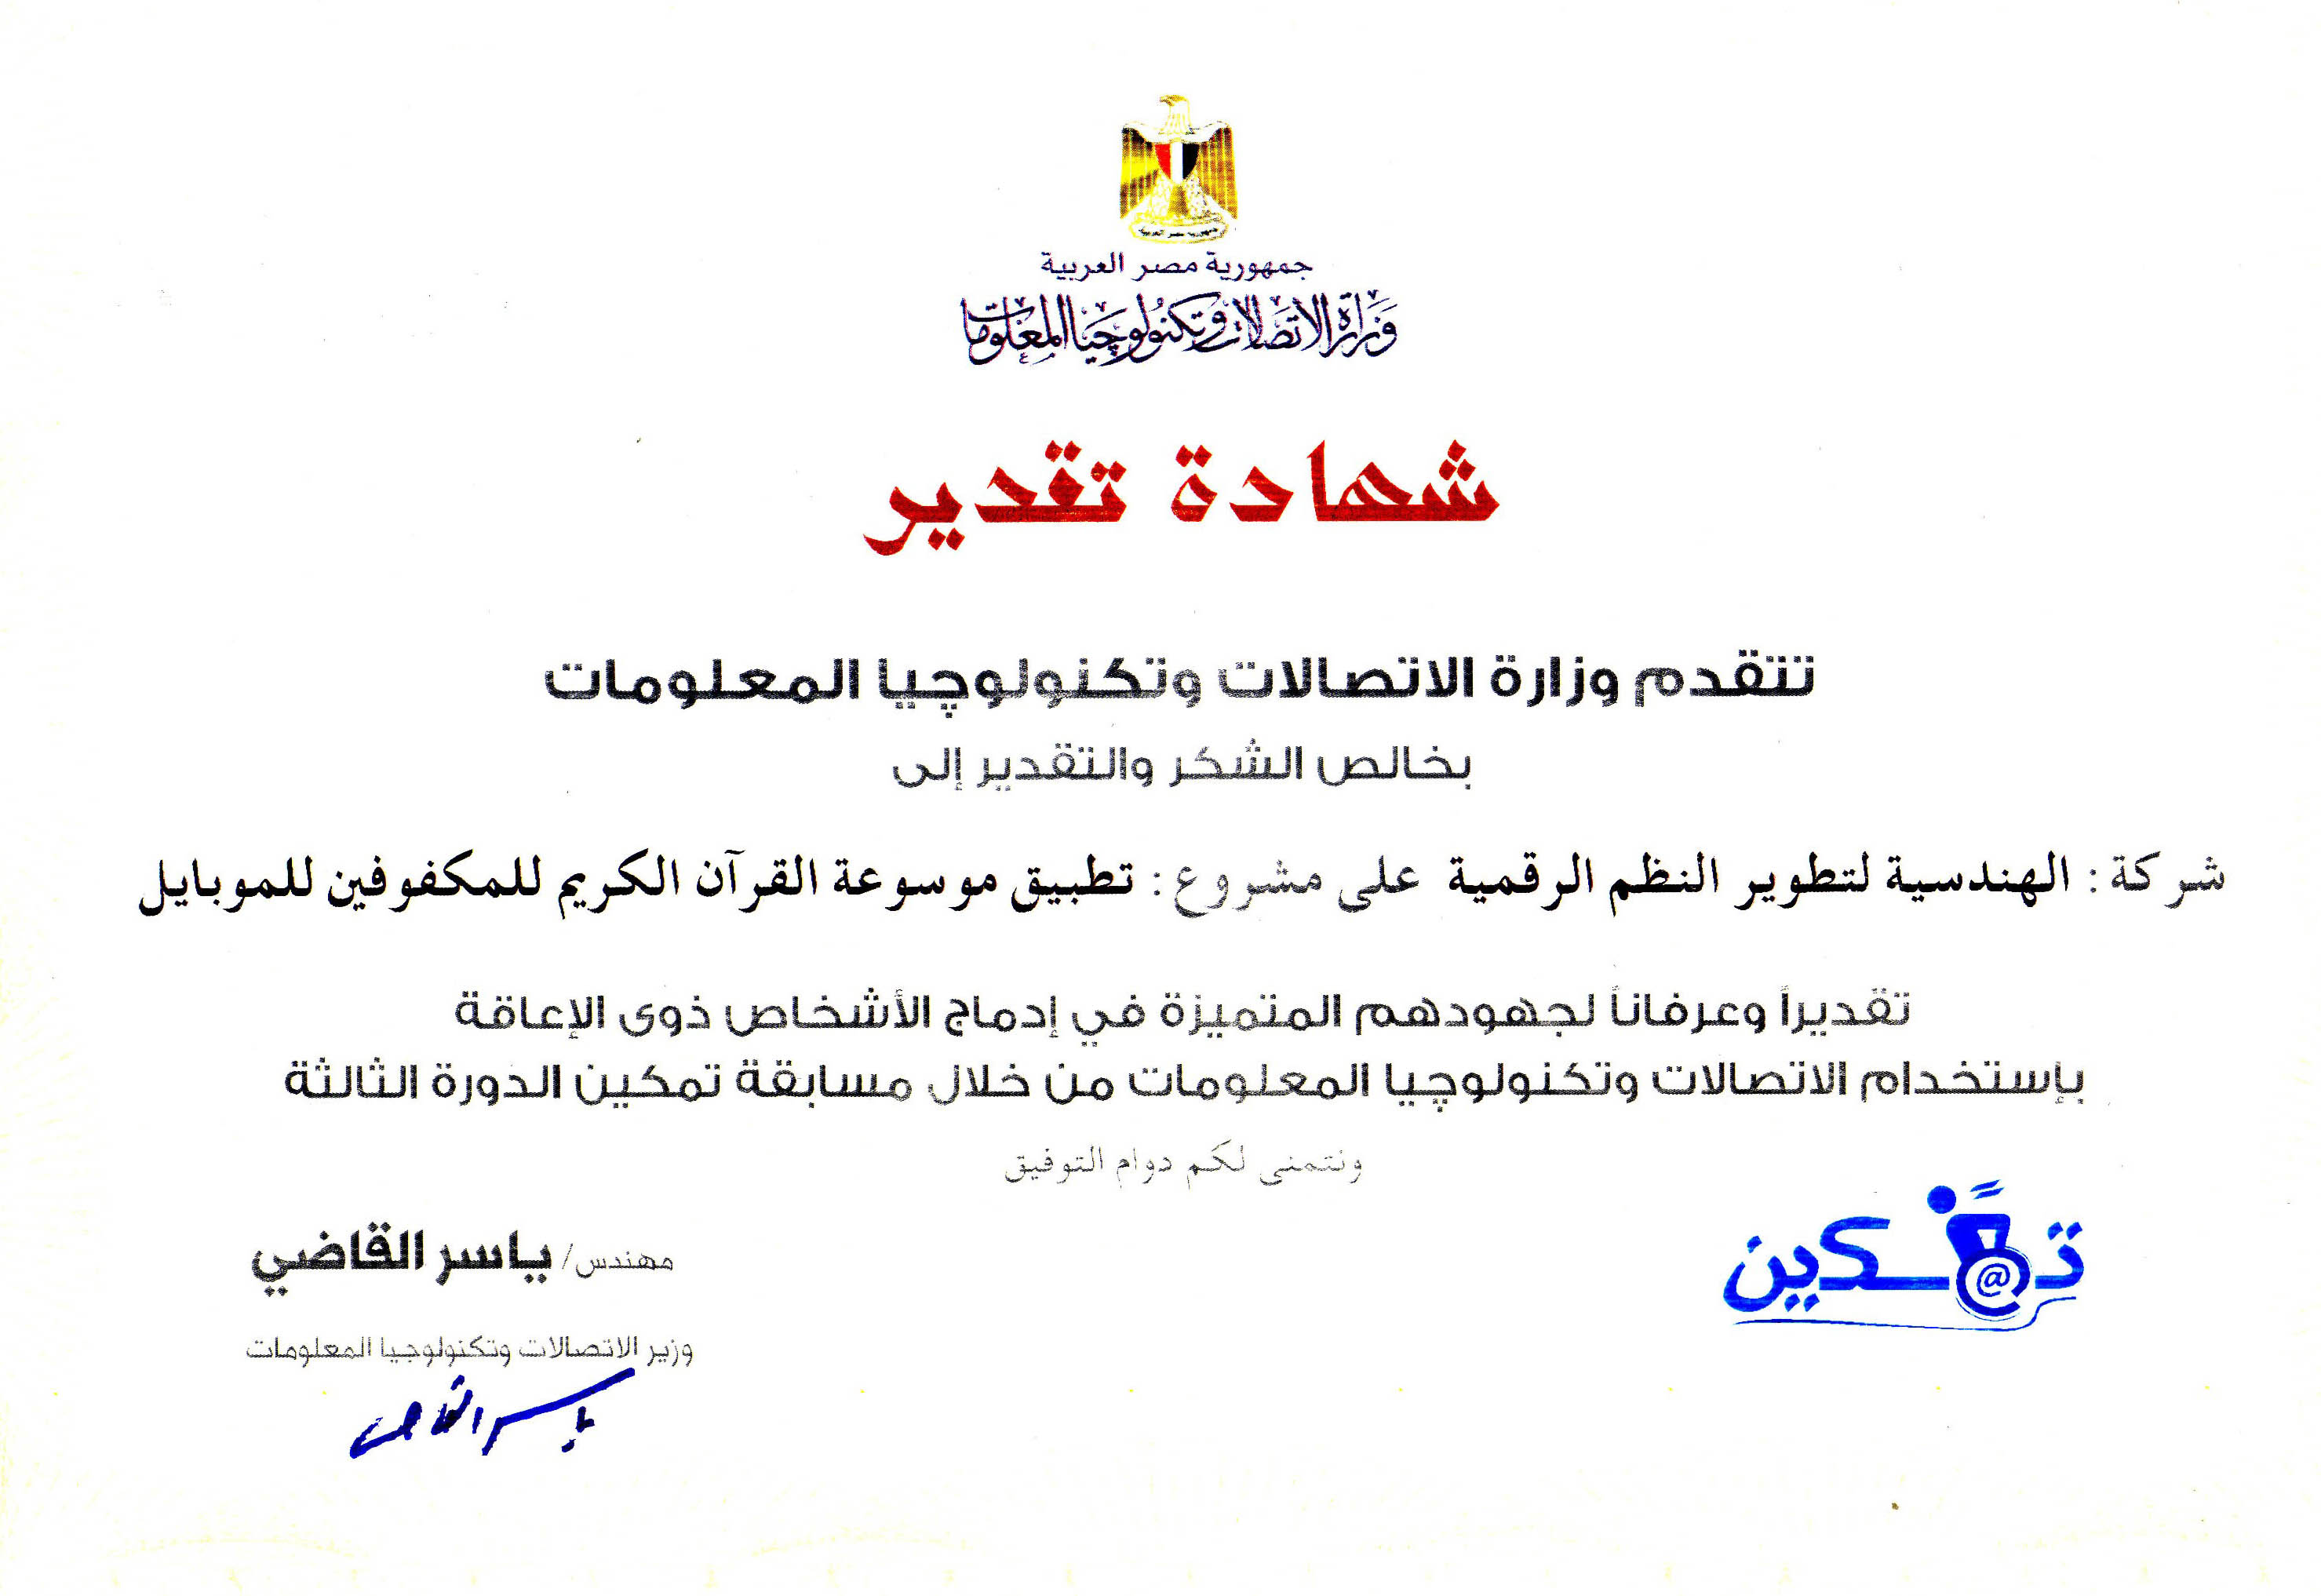 جمهورية مصر العربية
وزارة الاتصالات وتكنولوجيا المعلومات
شهادة تقدير
تتقدم وزارة الاتصالات وتكنولوچيا المعلومات
بخالص الشكر والتقدير إلى
شركة : الهندسية لتطوير النظم الرقمية على مشروع : تطبيق موسوعة القرآن الكريم للمكفوفين للموبايل
تقديراً وعرفاناً لجهودهم المتميزة في إدماج الأشخاص ذوى الإعاقة
بإستخدام الاتصالات وتكنولوچيا المعلومات من خلال مسابقة تمكين الدورة الثالثة
ونتمنى لكم دوام التوفيق
تمكين
@
مهندس/ ياسر القاضي
وزير الاتصالات وتكنولوجيا المعلومات
ياسر القاضى